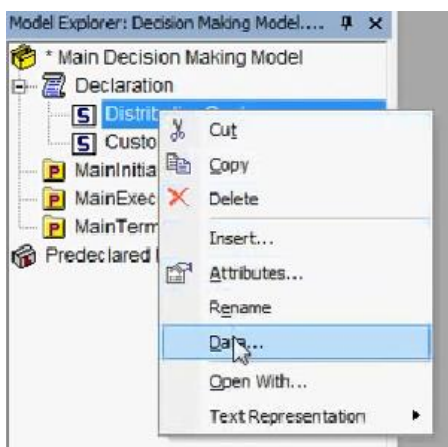 Model Explorer: Decision Making Model....
* Main Decision Making Model
Declaration
S Distrib
S Custo
P MainInitia
P MainExec
P MainTerm
Predeclared
Cut
Copy
Delete
Insert...
Attributes...
Rename
Data...
Open With...
Text Representation